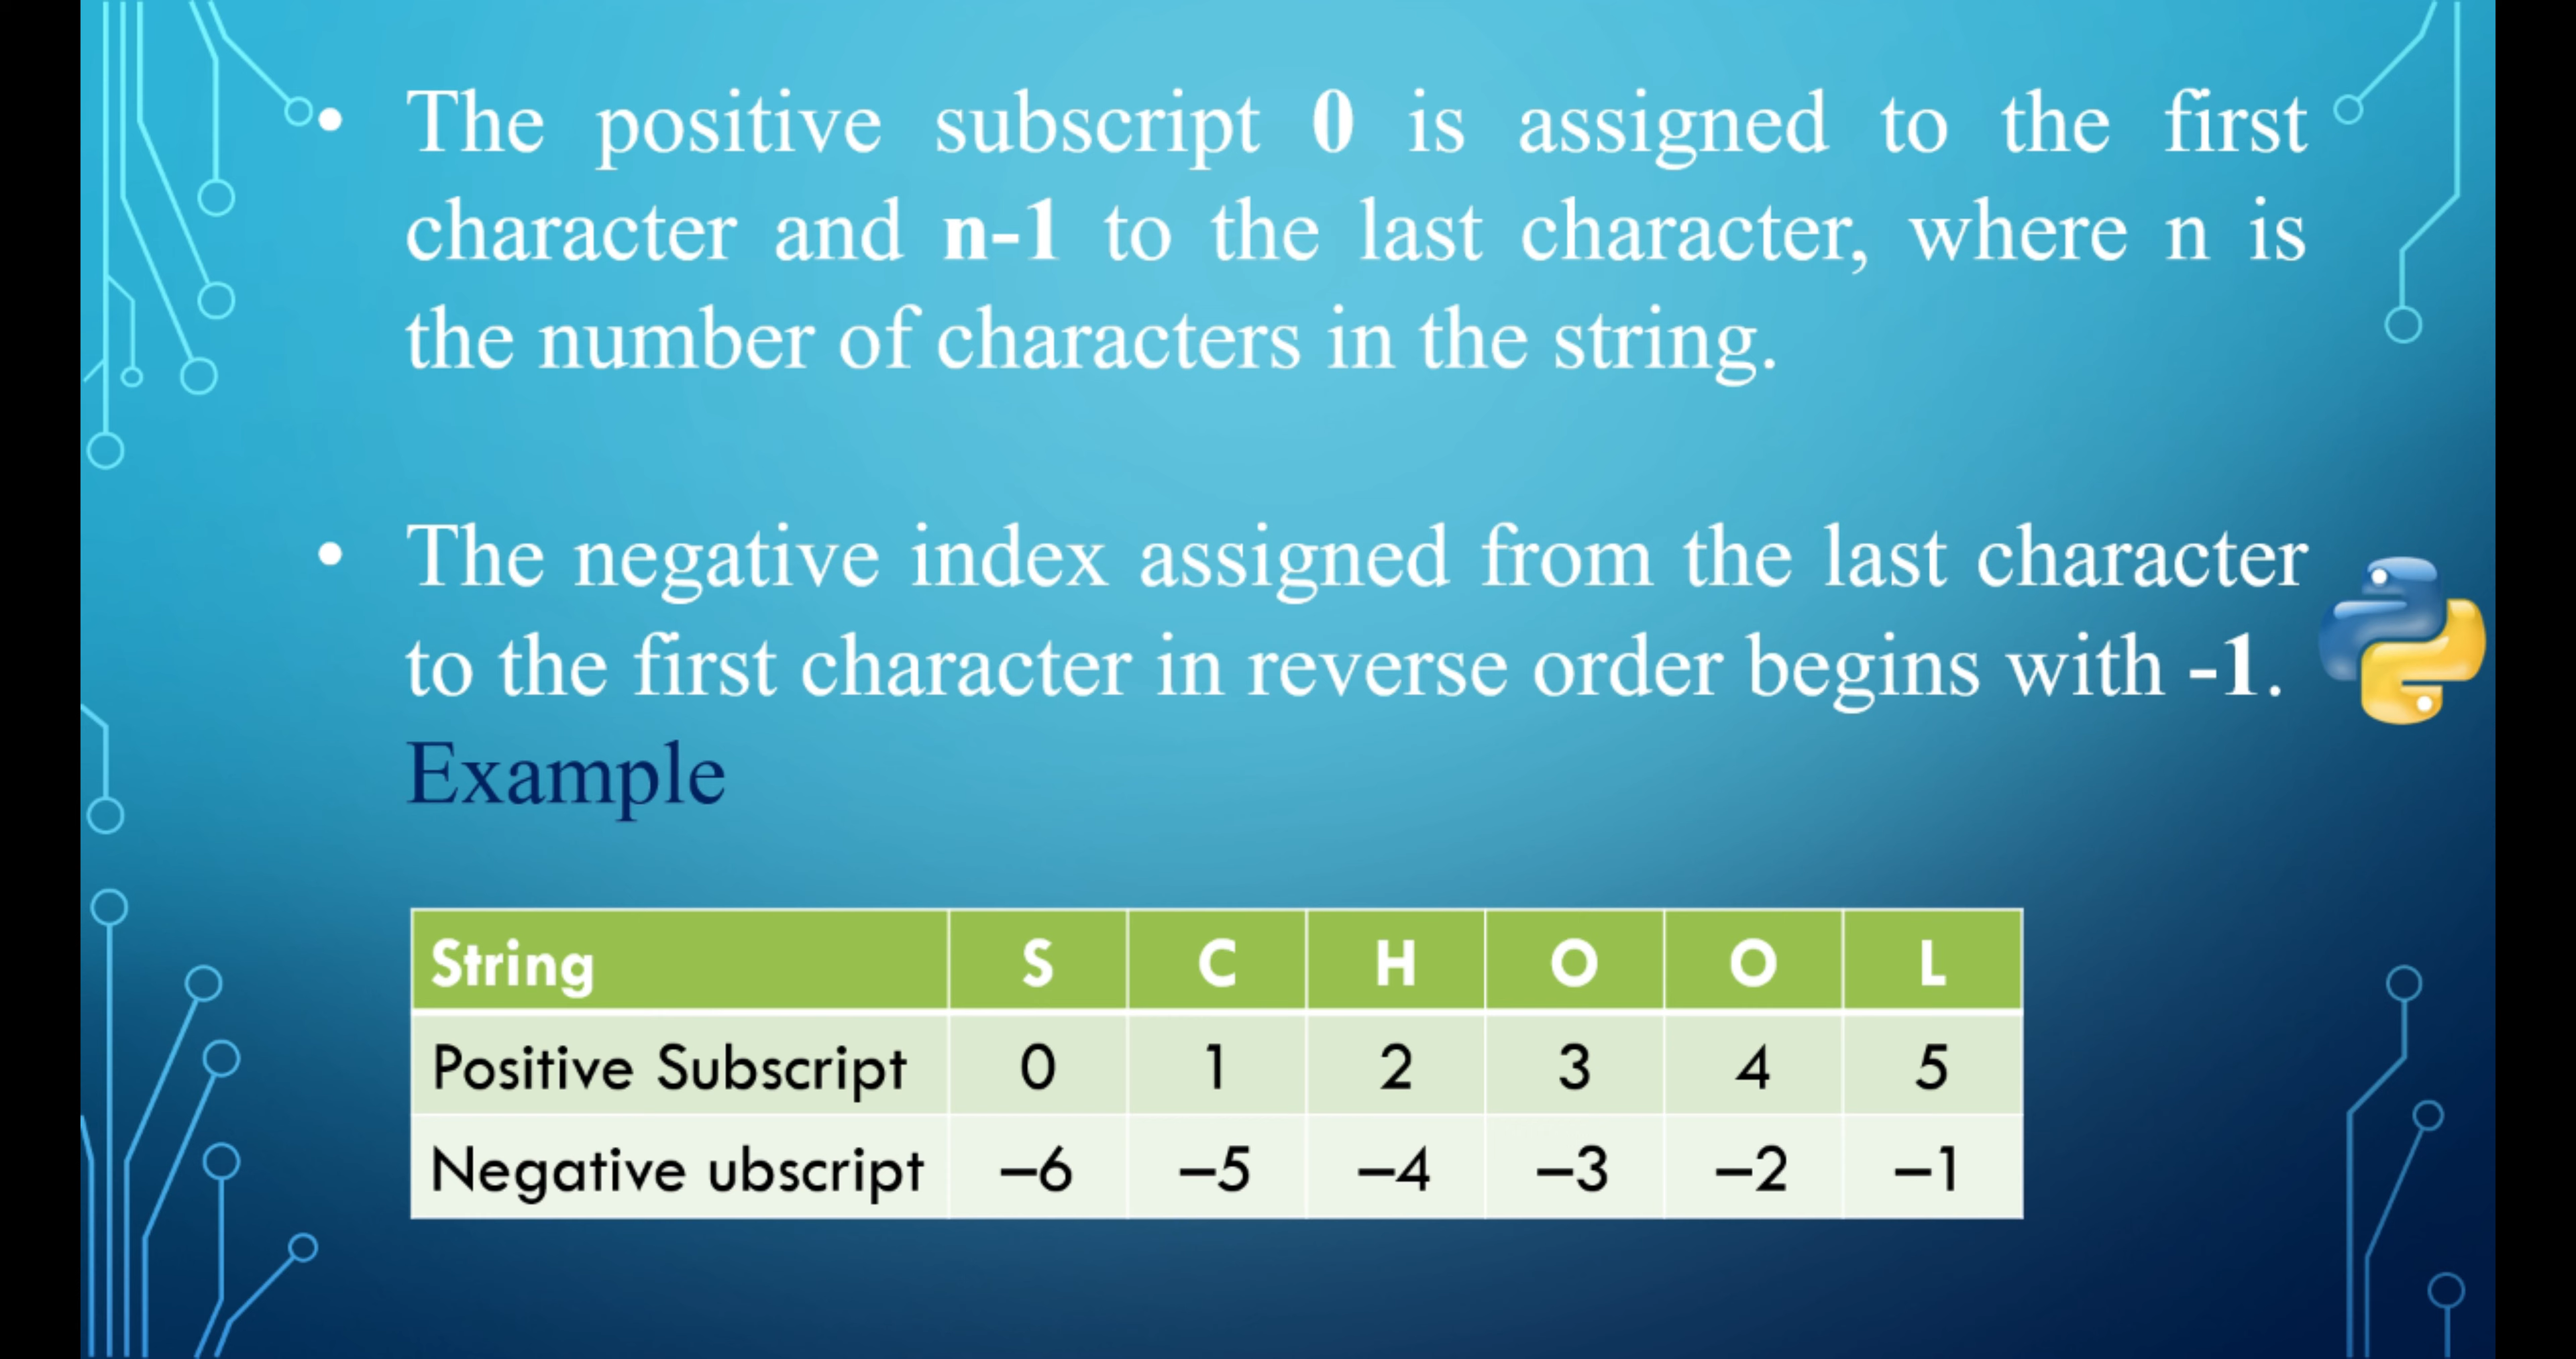 • The positive subscript 0 is assigned to the first
character and n-1 to the last character, where n is
the number of characters in the string.
• The negative index assigned from the last character
to the first character in reverse order begins with -1.
Example
String S C H O O L
Positive Subscript 0 1 2 3 4 5
Negative ubscript –6 –5 –4 –3 –2 –1